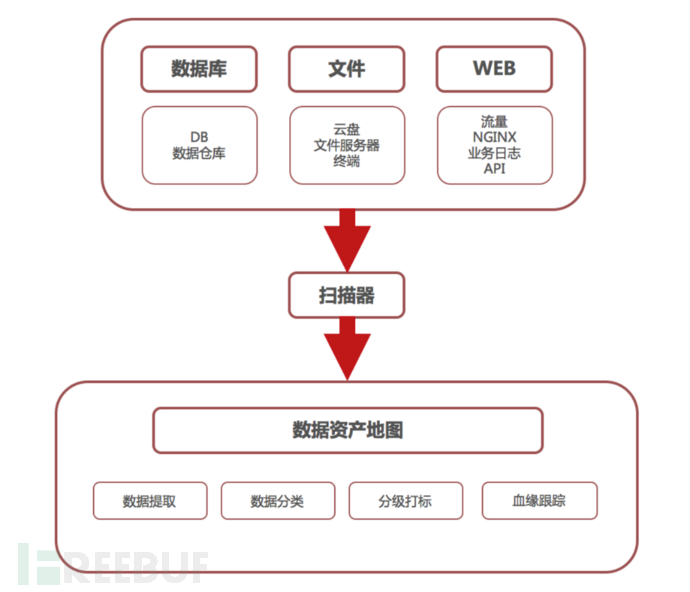 数据库 文件 WEB
DB
数据仓库
云盘
文件服务器
终端
流量
NGINX
业务日志
API
扫描器
数据资产地图
数据提取 数据分类 分级打标 血缘跟踪
FREEBUF